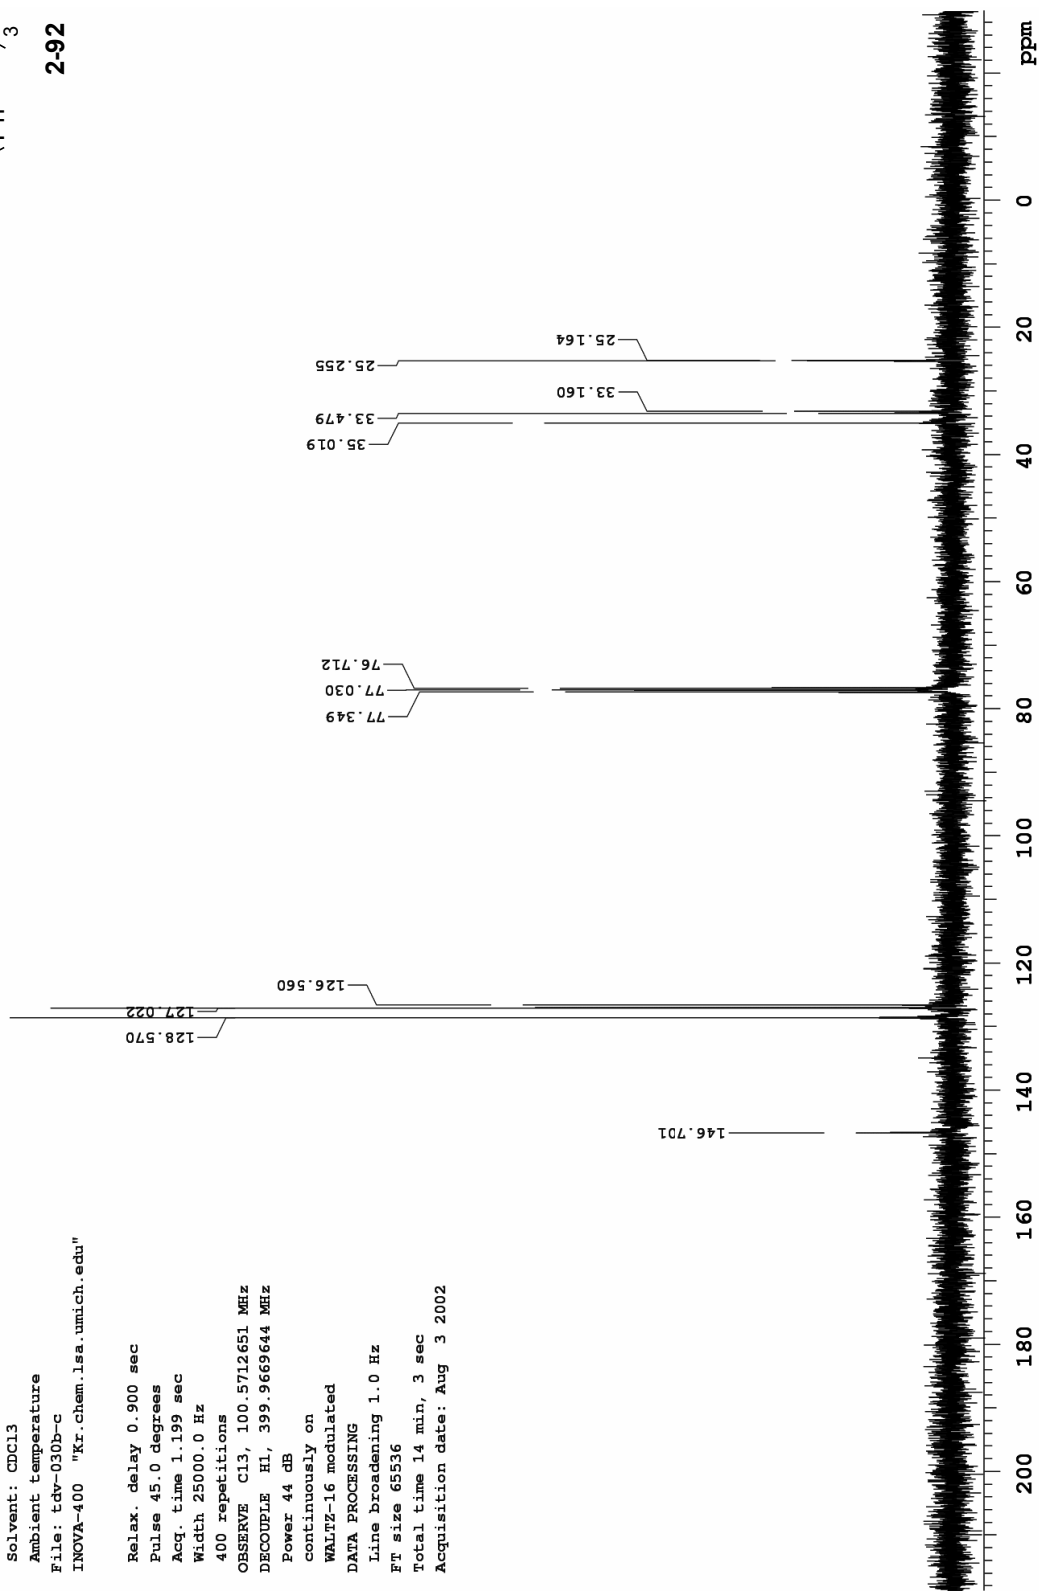 Solvent: CDCl3
Ambient temperature
File: tdv-030b-c
INOVA-400 "Kr.chem.lsa.umich.edu"
Relax. delay 0.900 sec
Pulse 45.0 degrees
Acq. time 1.199 sec
Width 25000.0 Hz
400 repetitions
OBSERVE C13, 100.5712651 MHz
DECOUPLE H1, 399.9669644 MHz
Power 44 dB
continuously on
WALTZ-16 modulated
DATA PROCESSING
Line broadening 1.0 Hz
FT size 65536
Total time 14 min, 3 sec
Acquisition date: Aug 3 2002
3
2-92
146.701
128.570
127.022
126.560
77.349
77.030
76.712
35.019
33.479
33.160
25.255
25.164
200 180 160 140 120 100 80 60 40 20 0 ppm